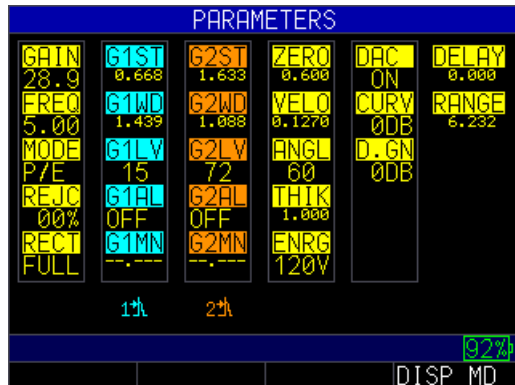 PARAMETERS
GAIN G1ST G2ST ZERO DAC DELAY
28.9 0.668 1.633 0.600 ON 0.000
FREQ G1WD G2WD VELO CURV RANGE
5.00 1.439 1.088 0.1270 0DB 6.232
MODE G1LV G2LV ANGL D.GN
P/E 15 72 60 0DB
REJC G1AL G2AL THIK
00% OFF OFF 1.000
RECT G1MN G2MN ENRG
FULL --.--- --.--- 120V
1 2
92%
DISP MD